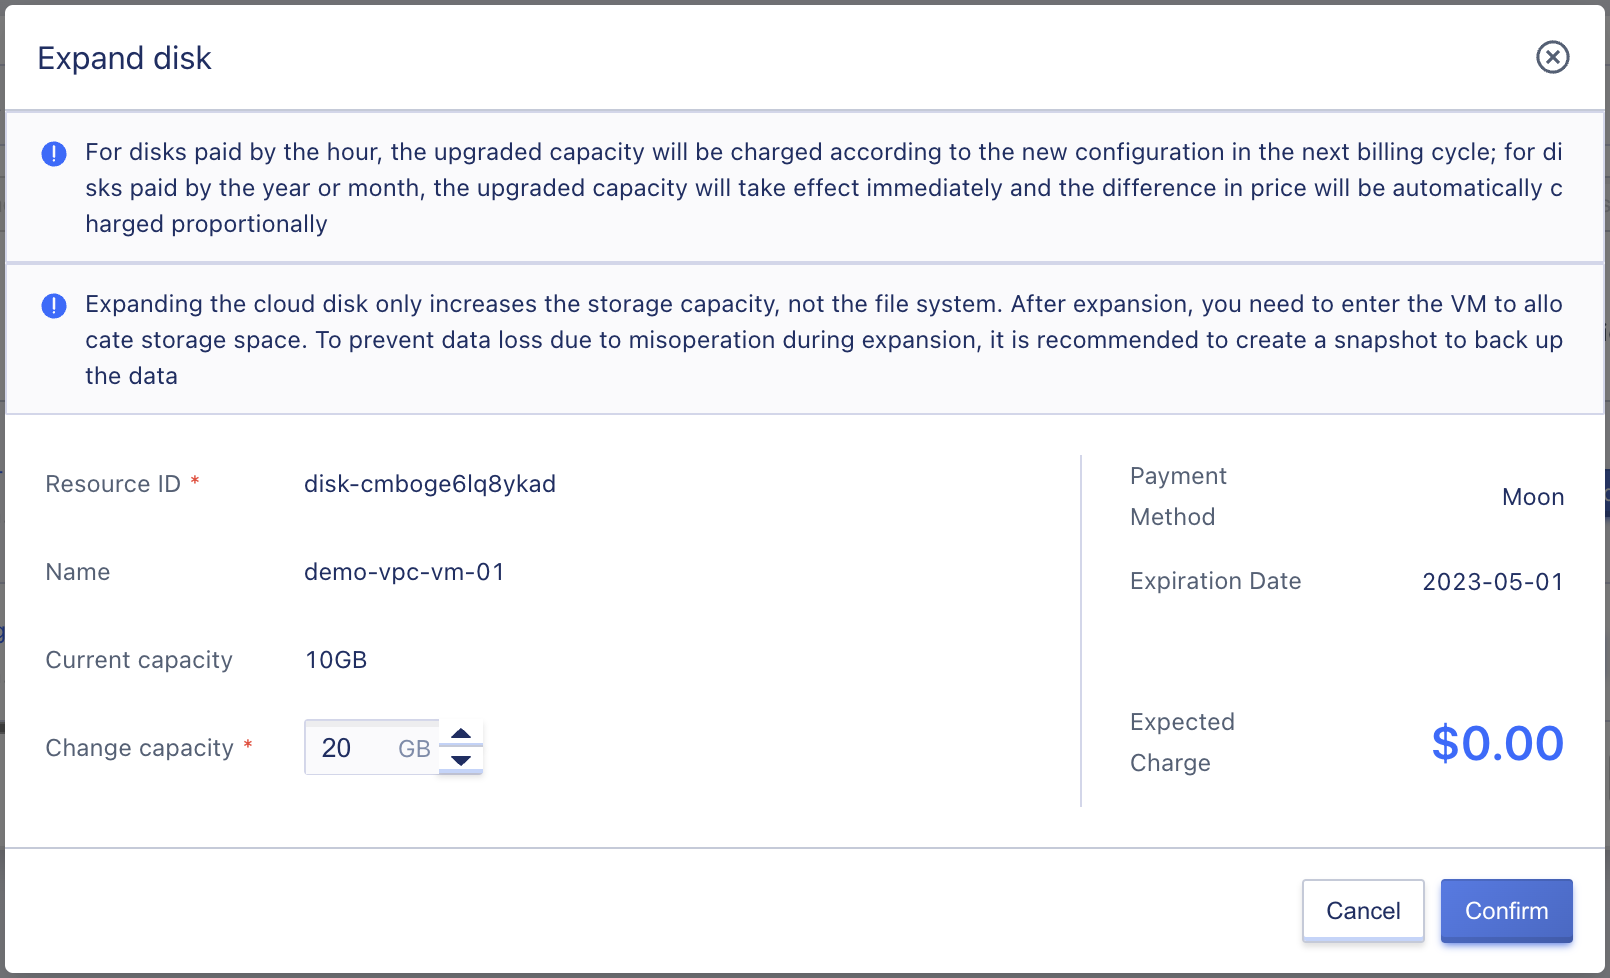 Expand disk
For disks paid by the hour, the upgraded capacity will be charged according to the new configuration in the next billing cycle; for di
sks paid by the year or month, the upgraded capacity will take effect immediately and the difference in price will be automatically c
harged proportionally
Expanding the cloud disk only increases the storage capacity, not the file system. After expansion, you need to enter the VM to allo
cate storage space. To prevent data loss due to misoperation during expansion, it is recommended to create a snapshot to back up
the data
Resource ID * disk-cmboge6lq8ykad
Name demo-vpc-vm-01
Current capacity 10GB
Change capacity * 20 GB
Payment
Method
Moon
Expiration Date 2023-05-01
Expected
Charge
$0.00
Cancel Confirm